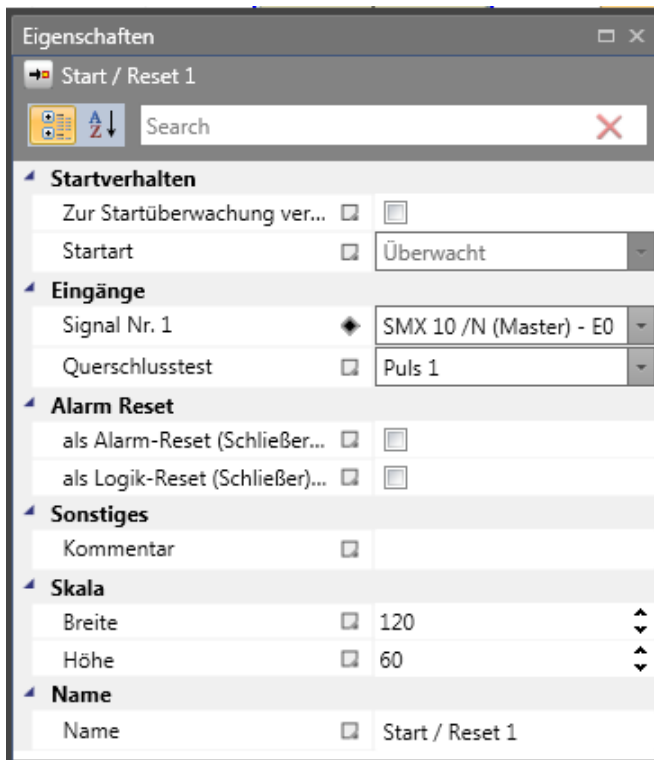 Eigenschaften
Start / Reset 1
A Z Search
Startverhalten
Zur Startüberwachung ver...
Startart Überwacht
Eingänge
Signal Nr. 1 SMX 10 /N (Master) - E0
Querschlusstest Puls 1
Alarm Reset
als Alarm-Reset (Schließer...
als Logik-Reset (Schließer)...
Sonstiges
Kommentar
Skala
Breite 120
Höhe 60
Name
Name Start / Reset 1